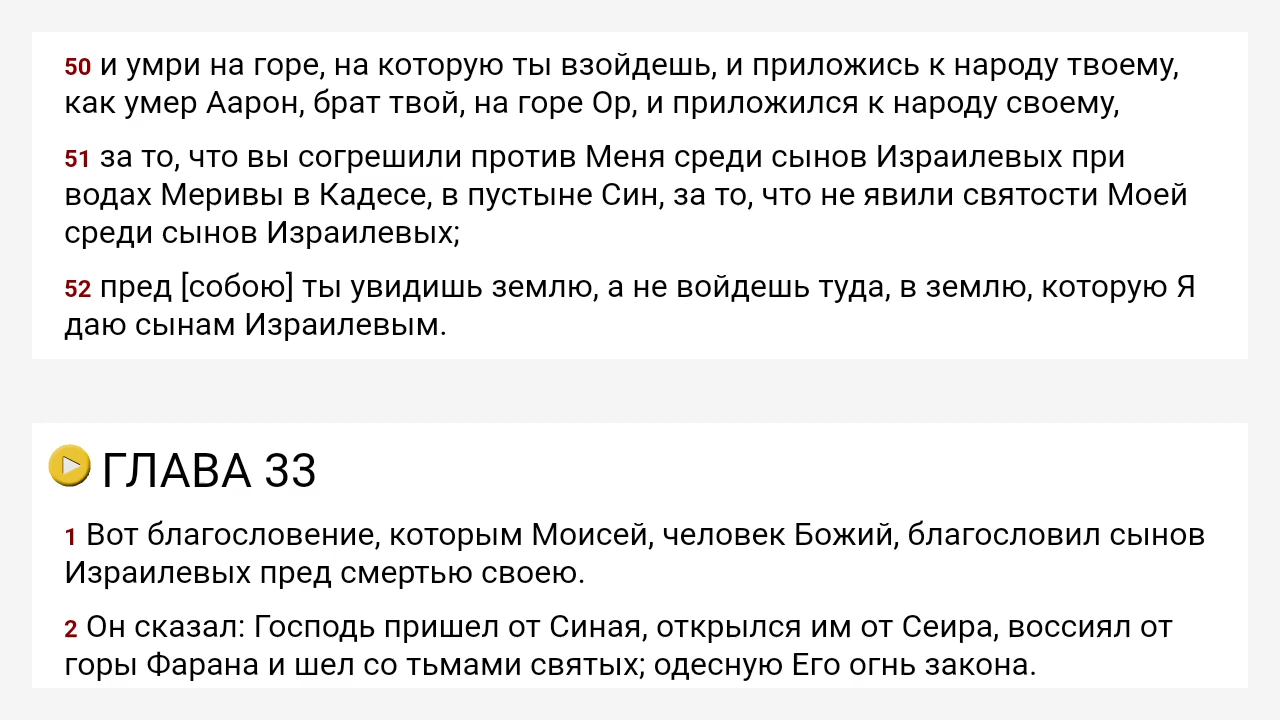 50 и умри на горе, на которую ты взойдешь, и приложись к народу твоему,
как умер Аарон, брат твой, на горе Ор, и приложился к народу своему,
51 за то, что вы согрешили против Меня среди сынов Израилевых при
водах Меривы в Кадесе, в пустыне Син, за то, что не явили святости Моей
среди сынов Израилевых;
52 пред [собою] ты увидишь землю, а не войдешь туда, в землю, которую Я
даю сынам Израилевым.
ГЛАВА 33
1 Вот благословение, которым Моисей, человек Божий, благословил сынов
Израилевых пред смертью своею.
2 Он сказал: Господь пришел от Синая, открылся им от Сеира, воссиял от
горы Фарана и шел со тьмами святых; одесную Его огнь закона.